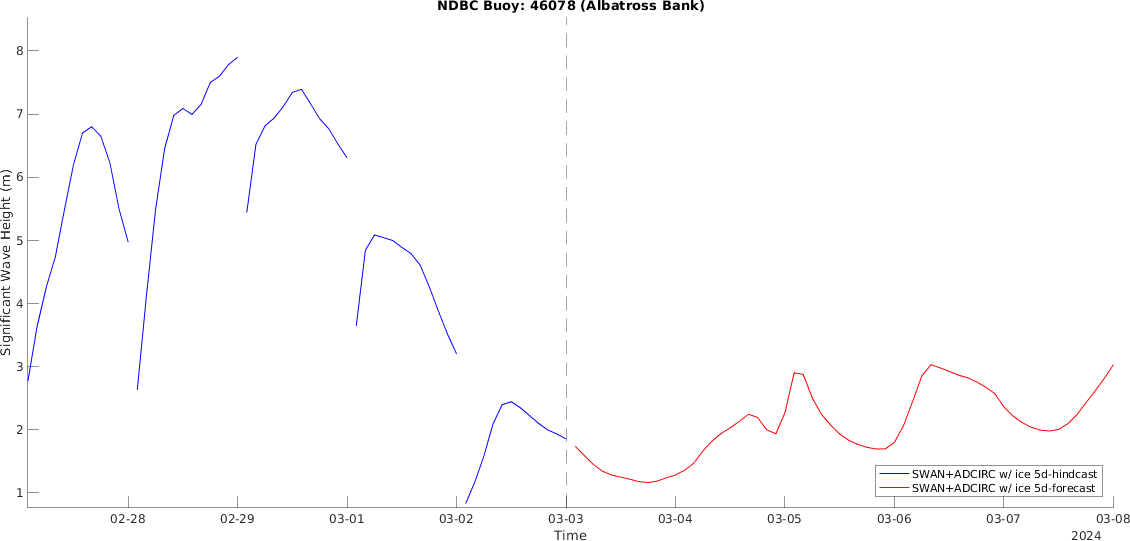 NDBC Buoy: 46078 (Albatross Bank)
Significant Wave Height (m)
8
7
6
5
4
3
2
1
SWAN+ADCIRC w/ ice 5d-hindcast
SWAN+ADCIRC w/ ice 5d-forecast
02-28 02-29 03-01 03-02 03-03 03-04 03-05 03-06 03-07 03-08
Time
2024